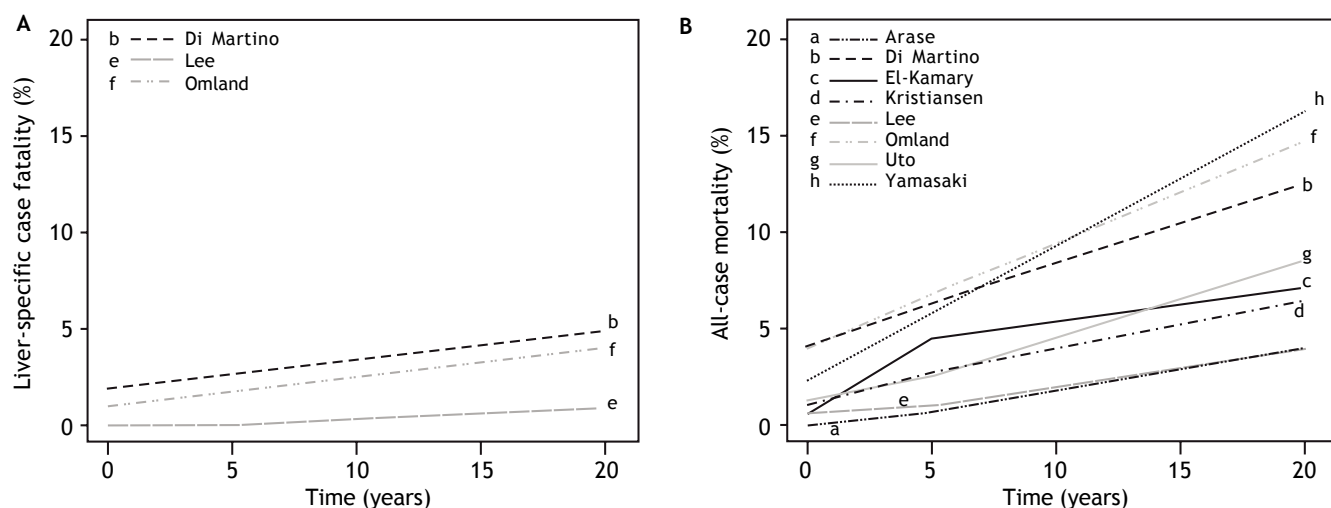 A
Liver-specific case fatality (%)
20
15
10
5
0
b Di Martino
e Lee
f Omland
b
f
e
0 5 10 15 20
Time (years)
B
All-case mortality (%)
20
15
10
5
0
a Arase
b Di Martino
c El-Kamary
d Kristiansen
e Lee
f Omland
g Uto
h Yamasaki
h
f
b
g
c
d
e
a
0 5 10 15 20
Time (years)